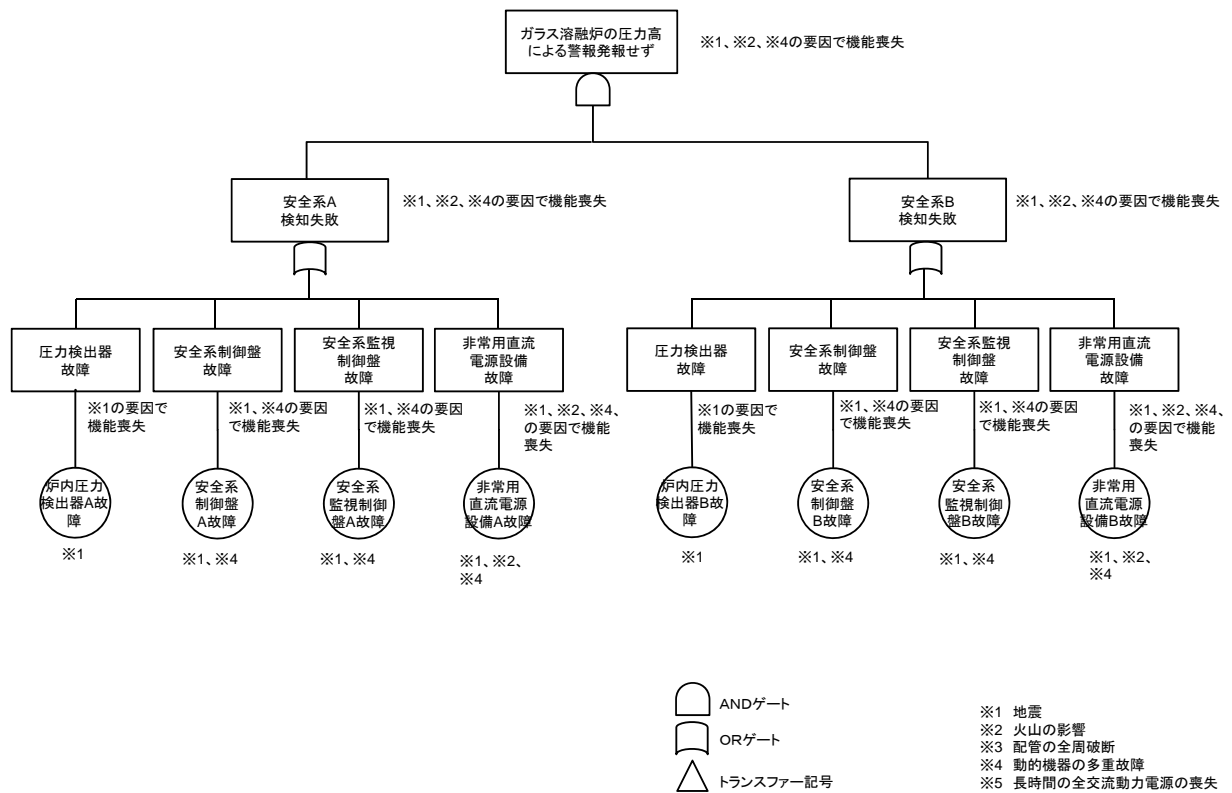 ガラス溶融炉の圧力高
による警報発報せず
※1、※2、※4の要因で機能喪失
安全系A
検知失敗
※1、※2、※4の要因で機能喪失
安全系B
検知失敗
※1、※2、※4の要因で機能喪失
圧力検出器
故障
安全系制御盤
故障
安全系監視
制御盤
故障
非常用直流
電源設備
故障
圧力検出器
故障
安全系制御盤
故障
安全系監視
制御盤
故障
非常用直流
電源設備
故障
※1の要因で
機能喪失
※1、※4の要因
で機能喪失
※1、※4の要因
で機能喪失
※1、※2、※4、
の要因で機能
喪失
※1の要因で
機能喪失
※1、※4の要因
で機能喪失
※1、※4の要因
で機能喪失
※1、※2、※4、
の要因で機能
喪失
炉内圧力
検出器A故
障
安全系
制御盤
A故障
安全系
監視制御
盤A故障
非常用
直流電源
設備A故障
炉内圧力
検出器B故
障
安全系
制御盤
B故障
安全系
監視制御
盤B故障
非常用
直流電源
設備B故障
※1
※1、※4
※1、※4
※1、※2、
※4
※1
※1、※4
※1、※4
※1、※2、
※4
ANDゲート
ORゲート
トランスファー記号
※1 地震
※2 火山の影響
※3 配管の全周破断
※4 動的機器の多重故障
※5 長時間の全交流動力電源の喪失